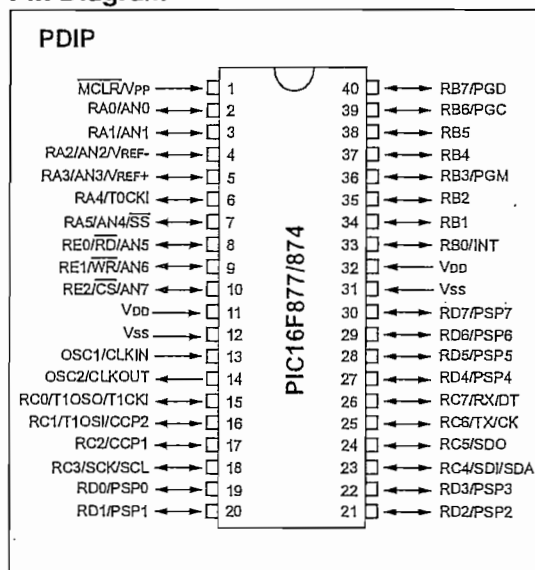 Pin Diagram
PDIP
MCLR/VPP 1
RA0/AN0 2
RA1/AN1 3
RA2/AN2/VREF- 4
RA3/AN3/VREF+ 5
RA4/T0CKI 6
RA5/AN4/SS 7
RE0/RD/AN5 8
RE1/WR/AN6 9
RE2/CS/AN7 10
VDD 11
VSS 12
OSC1/CLKIN 13
OSC2/CLKOUT 14
RC0/T1OSO/T1CKI 15
RC1/T1OSI/CCP2 16
RC2/CCP1 17
RC3/SCK/SCL 18
RD0/PSP0 19
RD1/PSP1 20
PIC16F877/874
40 RB7/PGD
39 RB6/PGC
38 RB5
37 RB4
36 RB3/PGM
35 RB2
34 RB1
33 RB0/INT
32 VDD
31 VSS
30 RD7/PSP7
29 RD6/PSP6
28 RD5/PSP5
27 RD4/PSP4
26 RC7/RX/DT
25 RC6/TX/CK
24 RC5/SDO
23 RC4/SDI/SDA
22 RD3/PSP3
21 RD2/PSP2